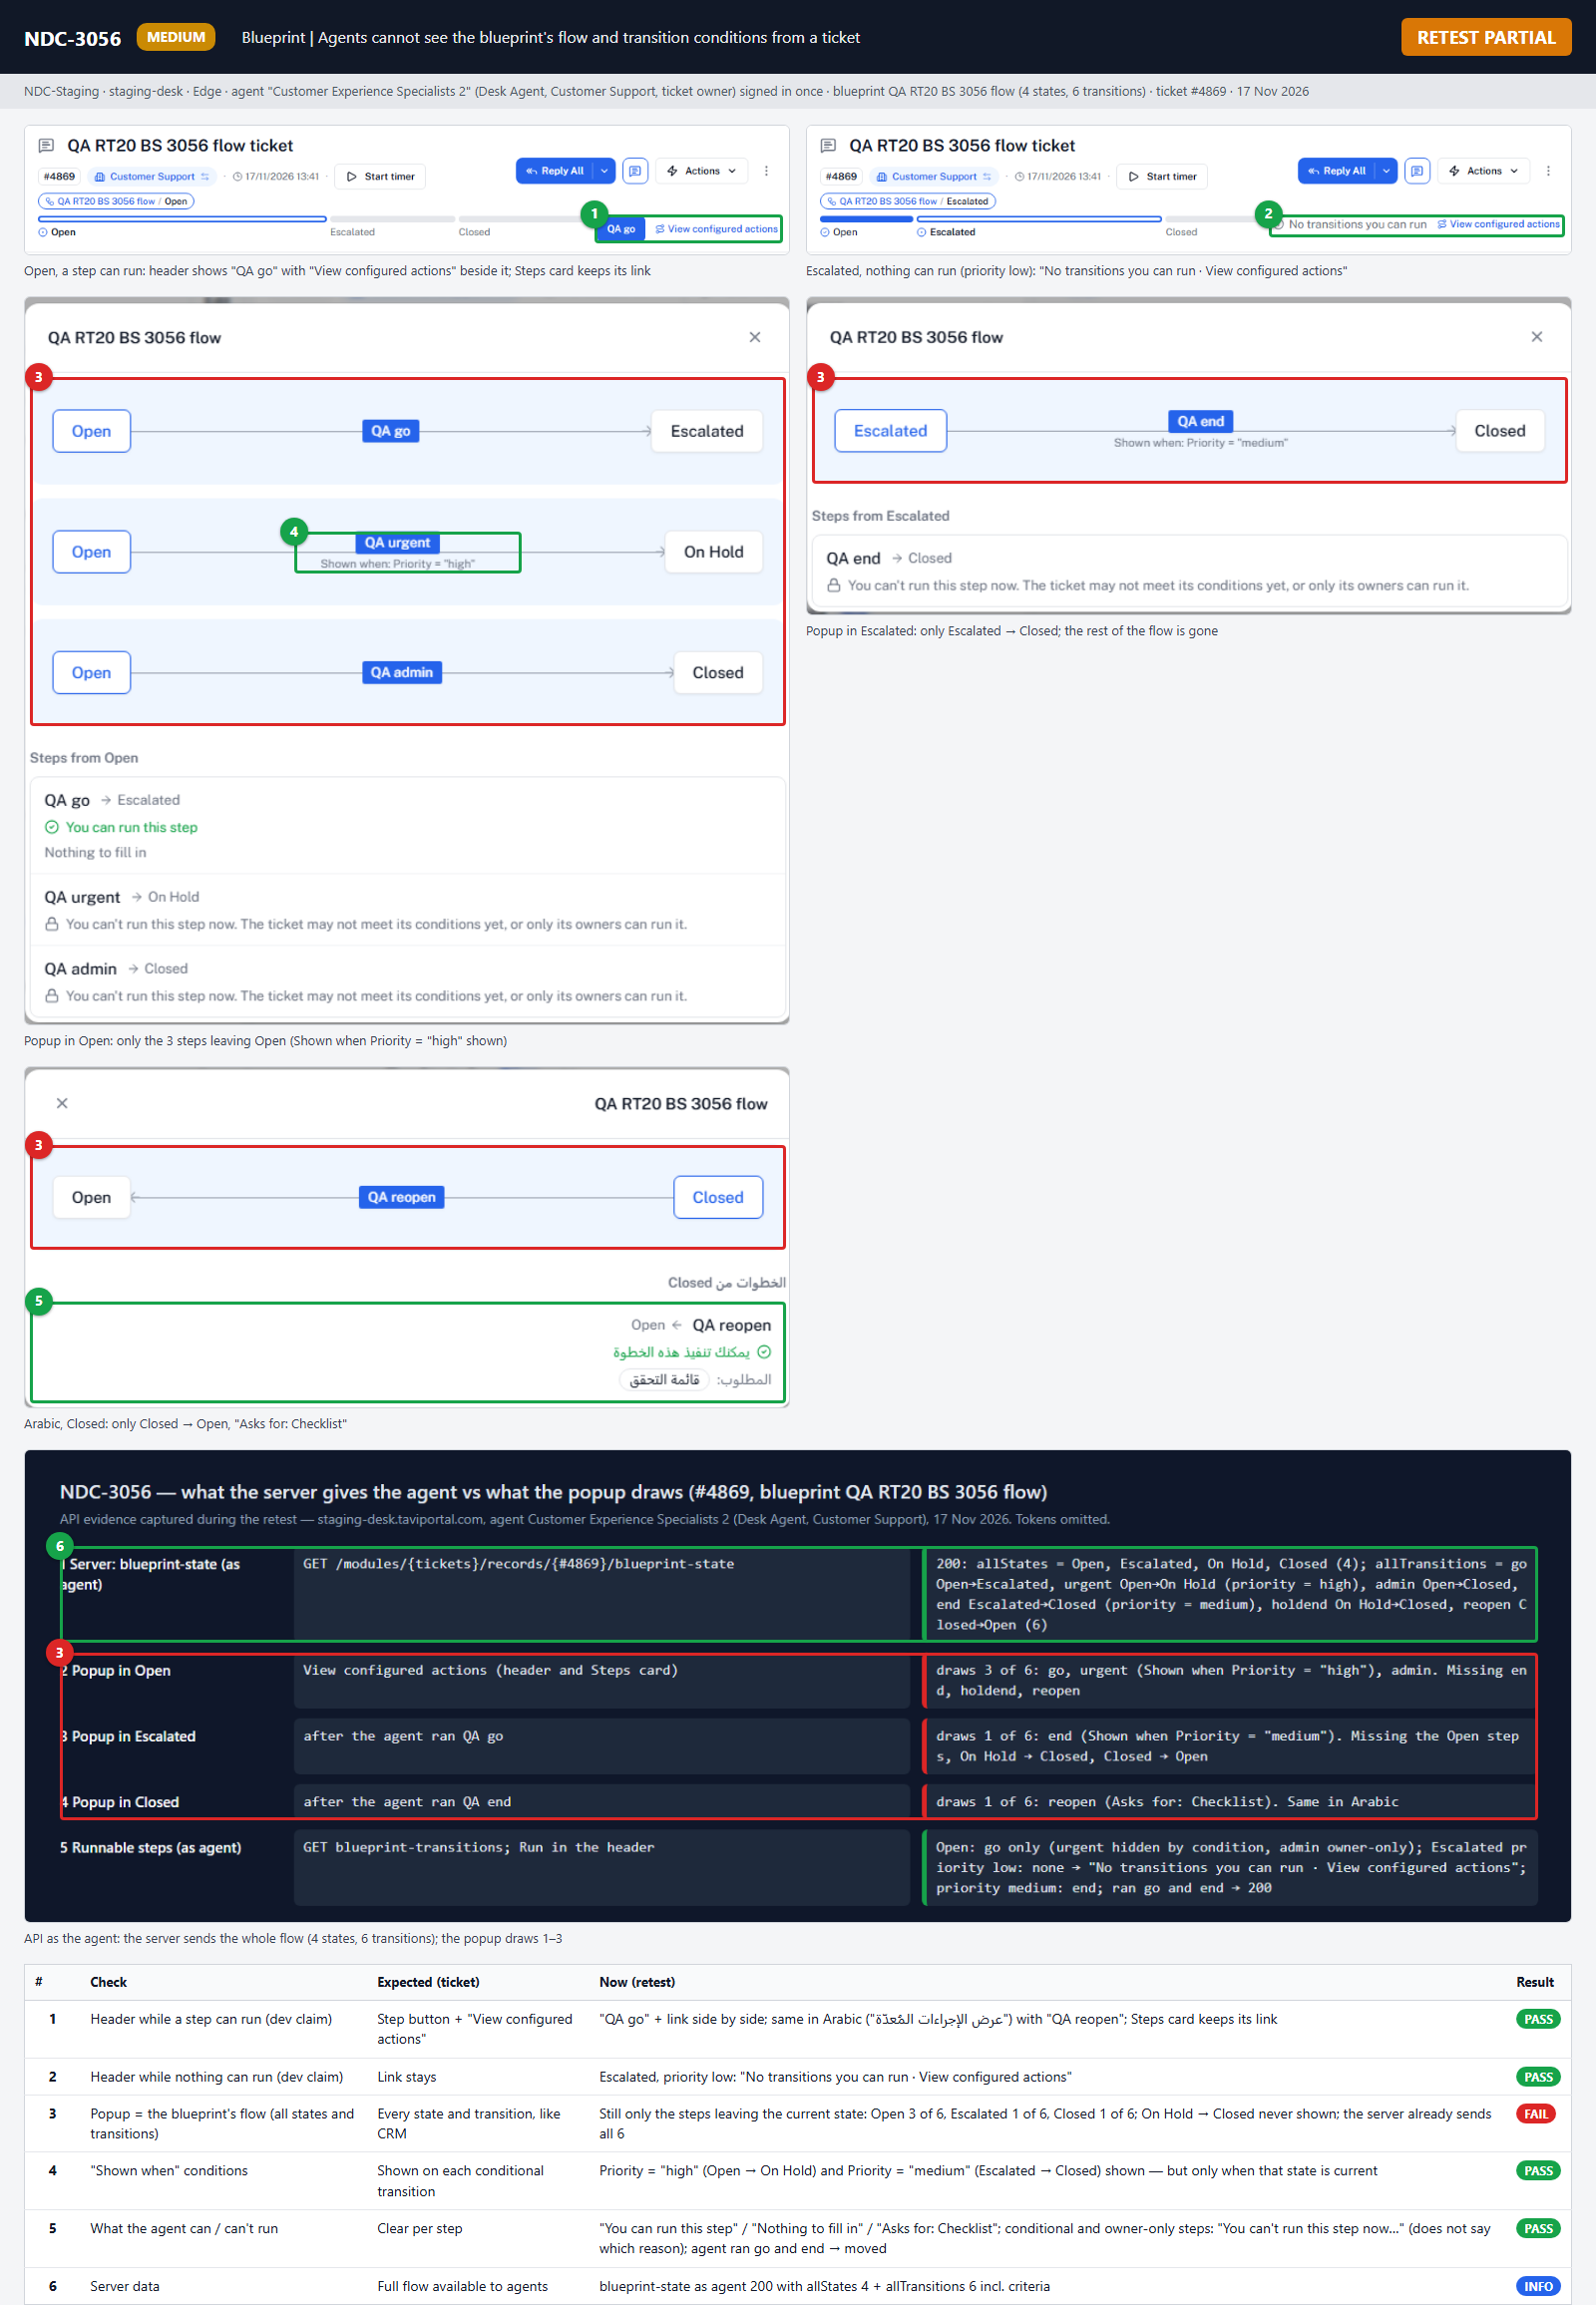 NDC-3056 MEDIUM Blueprint | Agents cannot see the blueprint's flow and transition conditions from a ticket RETEST PARTIAL
NDC-Staging · staging-desk · Edge · agent "Customer Experience Specialists 2" (Desk Agent, Customer Support, ticket owner) signed in once · blueprint QA RT20 BS 3056 flow (4 states, 6 transitions) · ticket #4869 · 17 Nov 2026
QA RT20 BS 3056 flow ticket
#4869 Customer Support · 17/11/2026 13:41 · Start timer Reply All Actions
QA RT20 BS 3056 flow / Open
1
Open Escalated Closed QA go View configured actions
Open, a step can run: header shows "QA go" with "View configured actions" beside it; Steps card keeps its link
QA RT20 BS 3056 flow ticket
#4869 Customer Support · 17/11/2026 13:41 · Start timer Reply All Actions
QA RT20 BS 3056 flow / Escalated
2
Open Escalated Closed No transitions you can run View configured actions
Escalated, nothing can run (priority low): "No transitions you can run · View configured actions"
QA RT20 BS 3056 flow
3
Open QA go Escalated
4
Open QA urgent On Hold
Shown when: Priority = "high"
Open QA admin Closed
Steps from Open
QA go → Escalated
You can run this step
Nothing to fill in
QA urgent → On Hold
You can't run this step now. The ticket may not meet its conditions yet, or only its owners can run it.
QA admin → Closed
You can't run this step now. The ticket may not meet its conditions yet, or only its owners can run it.
Popup in Open: only the 3 steps leaving Open (Shown when Priority = "high" shown)
QA RT20 BS 3056 flow
3
Escalated QA end Closed
Shown when: Priority = "medium"
Steps from Escalated
QA end → Closed
You can't run this step now. The ticket may not meet its conditions yet, or only its owners can run it.
Popup in Escalated: only Escalated → Closed; the rest of the flow is gone
QA RT20 BS 3056 flow
3
Open QA reopen Closed
الخطوات من Closed
5
QA reopen ← Open
يمكنك تنفيذ هذه الخطوة
المطلوب: قائمة التحقق
Arabic, Closed: only Closed → Open, "Asks for: Checklist"
NDC-3056 — what the server gives the agent vs what the popup draws (#4869, blueprint QA RT20 BS 3056 flow)
API evidence captured during the retest — staging-desk.taviportal.com, agent Customer Experience Specialists 2 (Desk Agent, Customer Support), 17 Nov 2026. Tokens omitted.
6
1 Server: blueprint-state (as agent) GET /modules/{tickets}/records/{#4869}/blueprint-state 200: allStates = Open, Escalated, On Hold, Closed (4); allTransitions = go
Open→Escalated, urgent Open→On Hold (priority = high), admin Open→Closed,
end Escalated→Closed (priority = medium), holdend On Hold→Closed, reopen C
losed→Open (6)
3
2 Popup in Open View configured actions (header and Steps card) draws 3 of 6: go, urgent (Shown when Priority = "high"), admin. Missing en
d, holdend, reopen
3 Popup in Escalated after the agent ran QA go draws 1 of 6: end (Shown when Priority = "medium"). Missing the Open step
s, On Hold → Closed, Closed → Open
4 Popup in Closed after the agent ran QA end draws 1 of 6: reopen (Asks for: Checklist). Same in Arabic
5 Runnable steps (as agent) GET blueprint-transitions; Run in the header Open: go only (urgent hidden by condition, admin owner-only); Escalated pr
iority low: none → "No transitions you can run · View configured actions";
priority medium: end; ran go and end → 200
API as the agent: the server sends the whole flow (4 states, 6 transitions); the popup draws 1–3
# Check Expected (ticket) Now (retest) Result
1 Header while a step can run (dev claim) Step button + "View configured actions" "QA go" + link side by side; same in Arabic ("عرض الإجراءات المُعدّة") with "QA reopen"; Steps card keeps its link PASS
2 Header while nothing can run (dev claim) Link stays Escalated, priority low: "No transitions you can run · View configured actions" PASS
3 Popup = the blueprint's flow (all states and transitions) Every state and transition, like CRM Still only the steps leaving the current state: Open 3 of 6, Escalated 1 of 6, Closed 1 of 6; On Hold → Closed never shown; the server already sends all 6 FAIL
4 "Shown when" conditions Shown on each conditional transition Priority = "high" (Open → On Hold) and Priority = "medium" (Escalated → Closed) shown — but only when that state is current PASS
5 What the agent can / can't run Clear per step "You can run this step" / "Nothing to fill in" / "Asks for: Checklist"; conditional and owner-only steps: "You can't run this step now..." (does not say which reason); agent ran go and end → moved PASS
6 Server data Full flow available to agents blueprint-state as agent 200 with allStates 4 + allTransitions 6 incl. criteria INFO